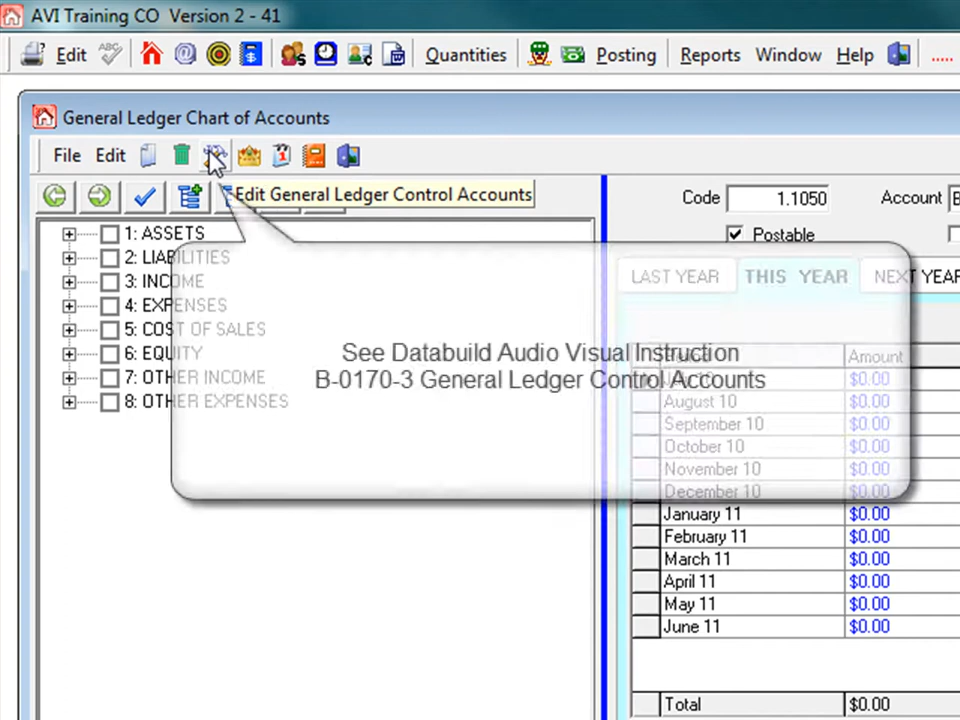 AVI Training CO Version 2 - 41
Edit Quantities Posting Reports Window Help
General Ledger Chart of Accounts
File Edit
Edit General Ledger Control Accounts
1: ASSETS
2: LIABILITIES
3: INCOME
4: EXPENSES
5: COST OF SALES
6: EQUITY
7: OTHER INCOME
8: OTHER EXPENSES
See Databuild Audio Visual Instruction
B-0170-3 General Ledger Control Accounts
Code 1.1050 Account
Postable
LAST YEAR THIS YEAR NEXT YEAR
Amount
$0.00
August 10 $0.00
September 10 $0.00
October 10 $0.00
November 10 $0.00
December 10 $0.00
January 11 $0.00
February 11 $0.00
March 11 $0.00
April 11 $0.00
May 11 $0.00
June 11 $0.00
Total $0.00